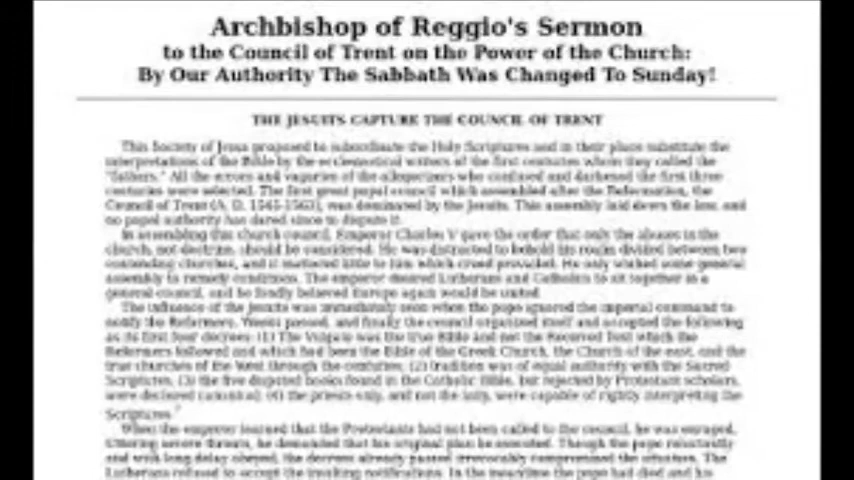 Archbishop of Reggio's Sermon
to the Council of Trent on the Power of the Church:
By Our Authority The Sabbath Was Changed To Sunday!
THE JESUITS CAPTURE THE COUNCIL OF TRENT
This Society of Jesus proposed to subordinate the Holy Scriptures and in their place substitute the
interpretations of the Bible by the ecclesiastical writers of the first centuries whom they called the
"fathers." All the errors and vagaries of the allegorizers who confused and darkened the first three
centuries were selected. The first great papal council which assembled after the Reformation, the
Council of Trent (A. D. 1545-1563), was dominated by the Jesuits. This assembly laid down the law, and
no papal authority has dared since to dispute it.
In assembling this church council, Emperor Charles V gave the order that only the abuses in the
church, not doctrine, should be considered. He was distracted to behold his realm divided between two
contending churches, and it mattered little to him which creed prevailed. He only wished some general
assembly to remedy conditions. The emperor desired Lutherans and Catholics to sit together in a
general council, and he fondly believed Europe again would be united.
The influence of the Jesuits was immediately seen when the pope ignored the imperial command to
notify the Reformers. Weeks passed, and finally the council organized itself and accepted the following
as its first four decrees: (1) The Vulgate was the true Bible and not the Received Text which the
Reformers followed and which had been the Bible of the Greek Church, the Church of the east, and the
true churches of the West through the centuries; (2) tradition was of equal authority with the Sacred
Scriptures; (3) the five disputed books found in the Catholic Bible, but rejected by Protestant scholars,
were declared canonical; (4) the priests only, and not the laity, were capable of rightly interpreting the
Scriptures.
When the emperor learned that the Protestants had not been called to the council, he was enraged.
Uttering severe threats, he demanded that his original plan be executed. Though the pope reluctantly
and with long delay obeyed, the decrees already passed irrevocably compromised the situation. The
Lutherans refused to accept the insulting notifications. In the meantime the pope had died and his